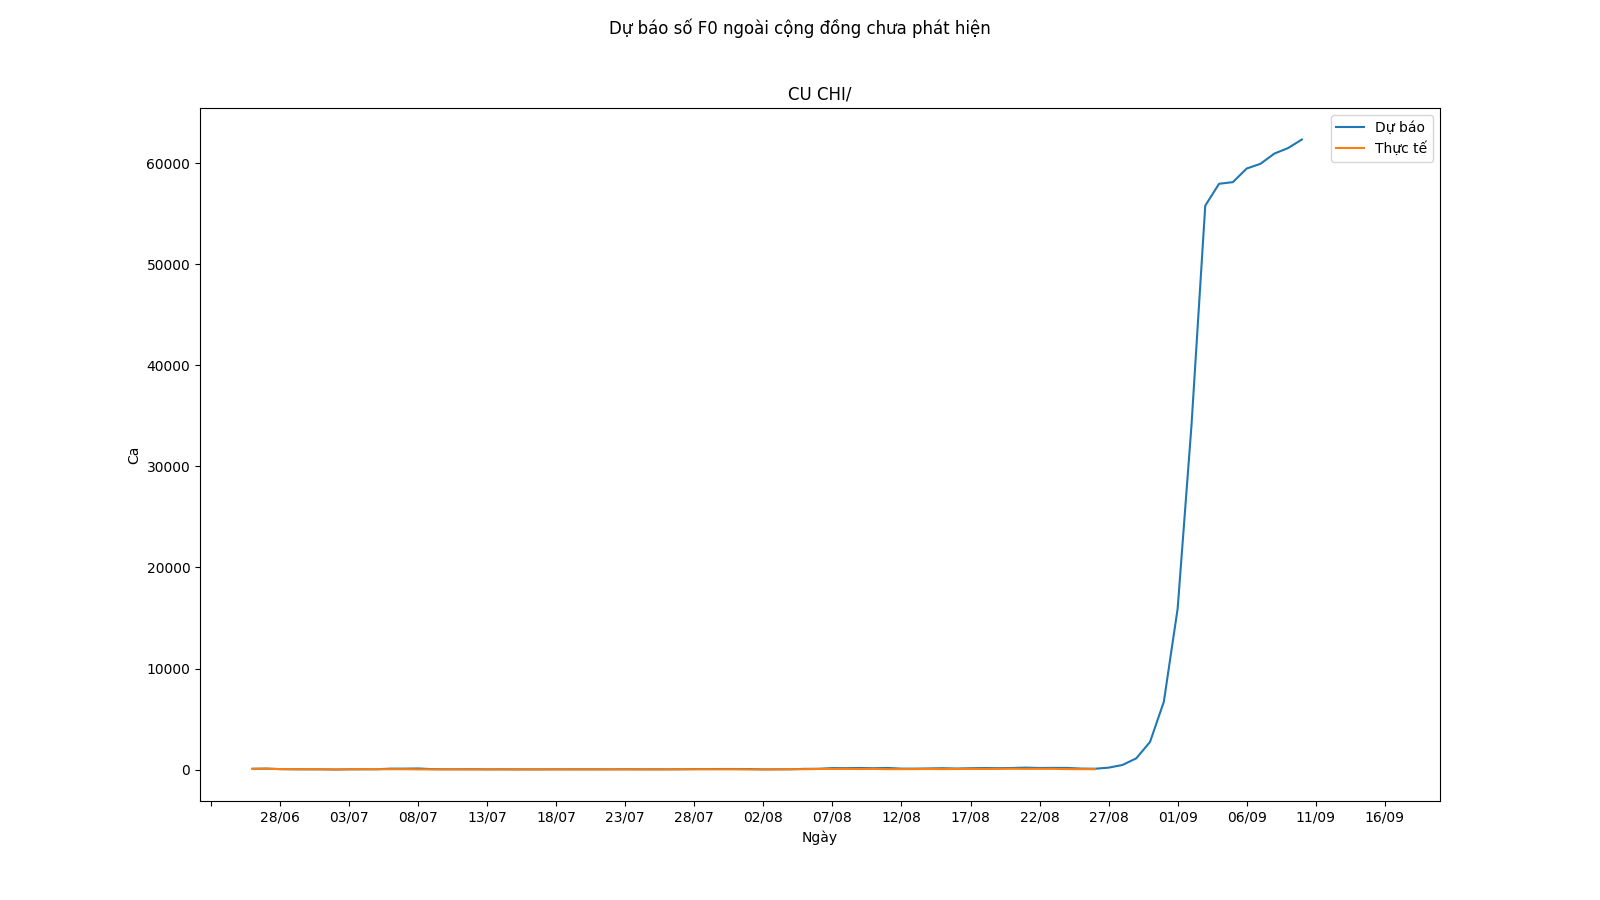 Dự báo số F0 ngoài cộng đồng chưa phát hiện
CU CHI/
Dự báo
Thực tế
60000
50000
40000
30000
20000
10000
0
Ca
28/06 03/07 08/07 13/07 18/07 23/07 28/07 02/08 07/08 12/08 17/08 22/08 27/08 01/09 06/09 11/09 16/09
Ngày